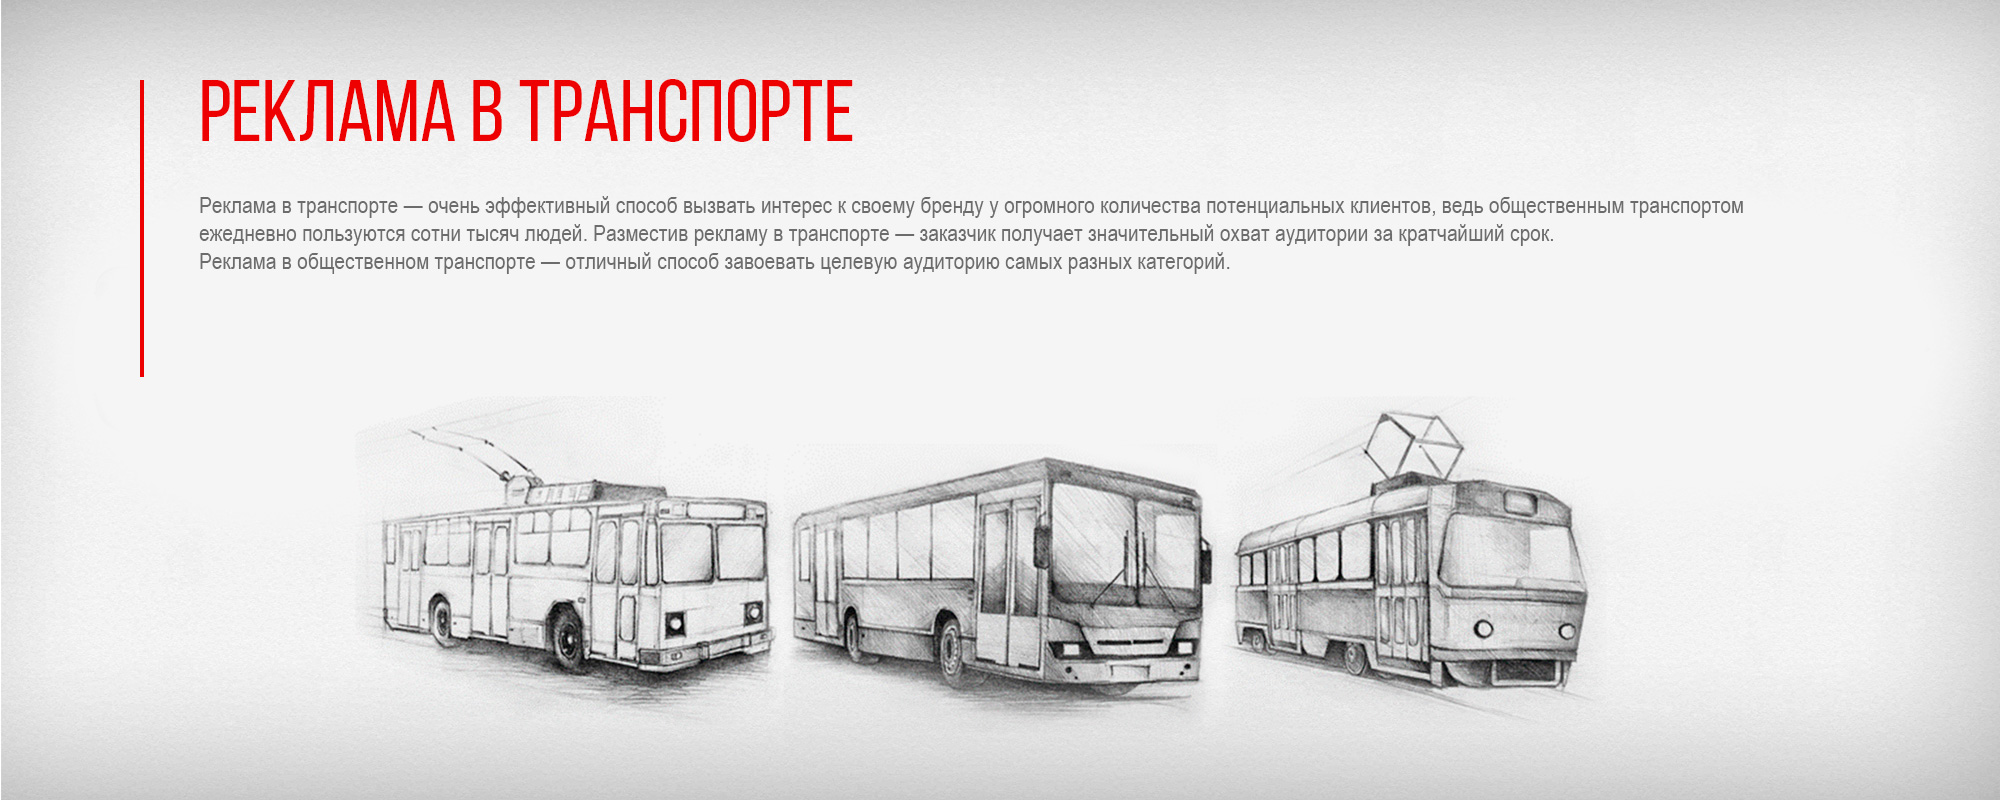 РЕКЛАМА В ТРАНСПОРТЕ
Реклама в транспорте — очень эффективный способ вызвать интерес к своему бренду у огромного количества потенциальных клиентов, ведь общественным транспортом
ежедневно пользуются сотни тысяч людей. Разместив рекламу в транспорте — заказчик получает значительный охват аудитории за кратчайший срок.
Реклама в общественном транспорте — отличный способ завоевать целевую аудиторию самых разных категорий.